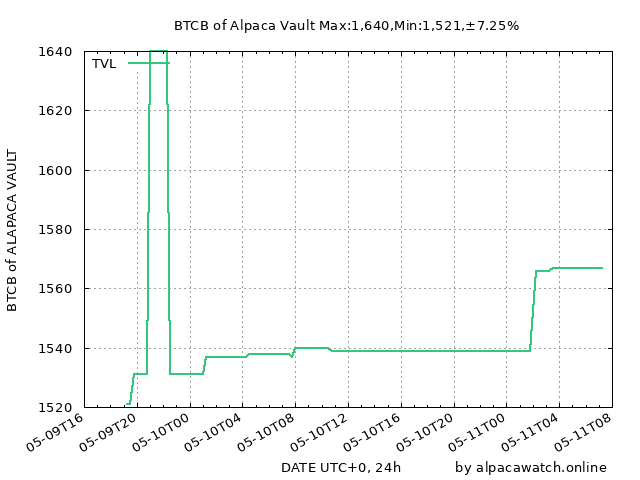 BTCB of Alpaca Vault Max:1,640,Min:1,521,±7.25%
1640
TVL
1620
1600
1580
1560
1540
1520
BTCB of ALAPACA VAULT
05-09T16
05-09T20
05-10T00
05-10T04
05-10T08
05-10T12
05-10T16
05-10T20
05-11T00
05-11T04
05-11T08
DATE UTC+0, 24h
by alpacawatch.online